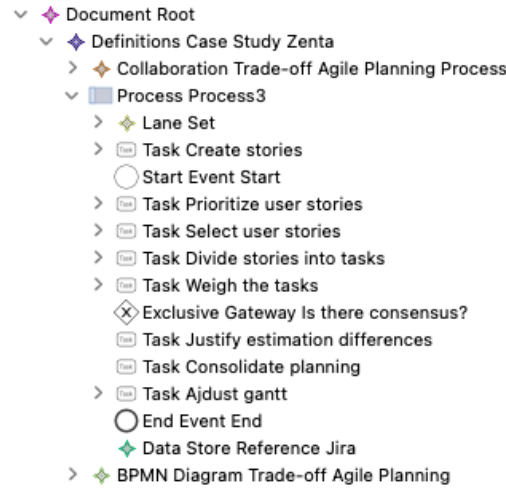 Document Root
Definitions Case Study Zenta
Collaboration Trade-off Agile Planning Process
Process Process3
Lane Set
Task Create stories
Start Event Start
Task Prioritize user stories
Task Select user stories
Task Divide stories into tasks
Task Weigh the tasks
Exclusive Gateway Is there consensus?
Task Justify estimation differences
Task Consolidate planning
Task Ajdust gantt
End Event End
Data Store Reference Jira
BPMN Diagram Trade-off Agile Planning